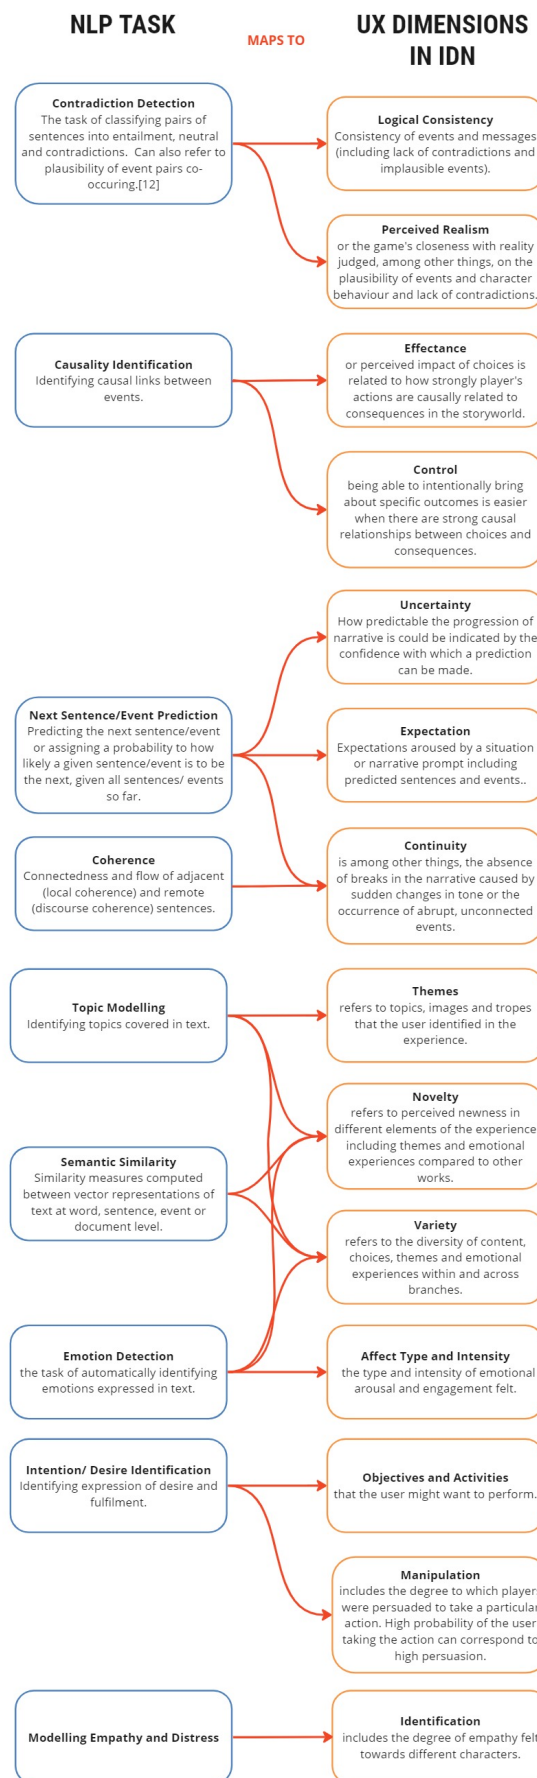 NLP TASK
MAPS TO
UX DIMENSIONS
IN IDN
Contradiction Detection
The task of classifying pairs of
sentences into entailment, neutral
and contradictions. Can also refer to
plausibility of event pairs co-
occuring.[12]
Logical Consistency
Consistency of events and messages
(including lack of contradictions and
implausible events).
Perceived Realism
or the game's closeness with reality
judged, among other things, on the
plausibility of events and character
behaviour and lack of contradictions.
Causality Identification
Identifying causal links between
events.
Effectance
or perceived impact of choices is
related to how strongly player's
actions are causally related to
consequences in the storyworld.
Control
being able to intentionally bring
about specific outcomes is easier
when there are strong causal
relationships between choices and
consequences.
Uncertainty
How predictable the progression of
narrative is could be indicated by the
confidence with which a prediction
can be made.
Next Sentence/Event Prediction
Predicting the next sentence/event
or assigning a probability to how
likely a given sentence/event is to be
the next, given all sentences/ events
so far.
Expectation
Expectations aroused by a situation
or narrative prompt including
predicted sentences and events..
Coherence
Connectedness and flow of adjacent
(local coherence) and remote
(discourse coherence) sentences.
Continuity
is among other things, the absence
of breaks in the narrative caused by
sudden changes in tone or the
occurrence of abrupt, unconnected
events.
Topic Modelling
Identifying topics covered in text.
Themes
refers to topics, images and tropes
that the user identified in the
experience.
Novelty
refers to perceived newness in
different elements of the experience
including themes and emotional
experiences compared to other
works.
Semantic Similarity
Similarity measures computed
between vector representations of
text at word, sentence, event or
document level.
Variety
refers to the diversity of content,
choices, themes and emotional
experiences within and across
branches.
Emotion Detection
the task of automatically identifying
emotions expressed in text.
Affect Type and Intensity
the type and intensity of emotional
arousal and engagement felt.
Intention/ Desire Identification
Identifying expression of desire and
fulfilment.
Objectives and Activities
that the user might want to perform.
Manipulation
includes the degree to which players
were persuaded to take a particular
action. High probability of the user
taking the action can correspond to
high persuasion.
Modelling Empathy and Distress
Identification
includes the degree of empathy felt
towards different characters.